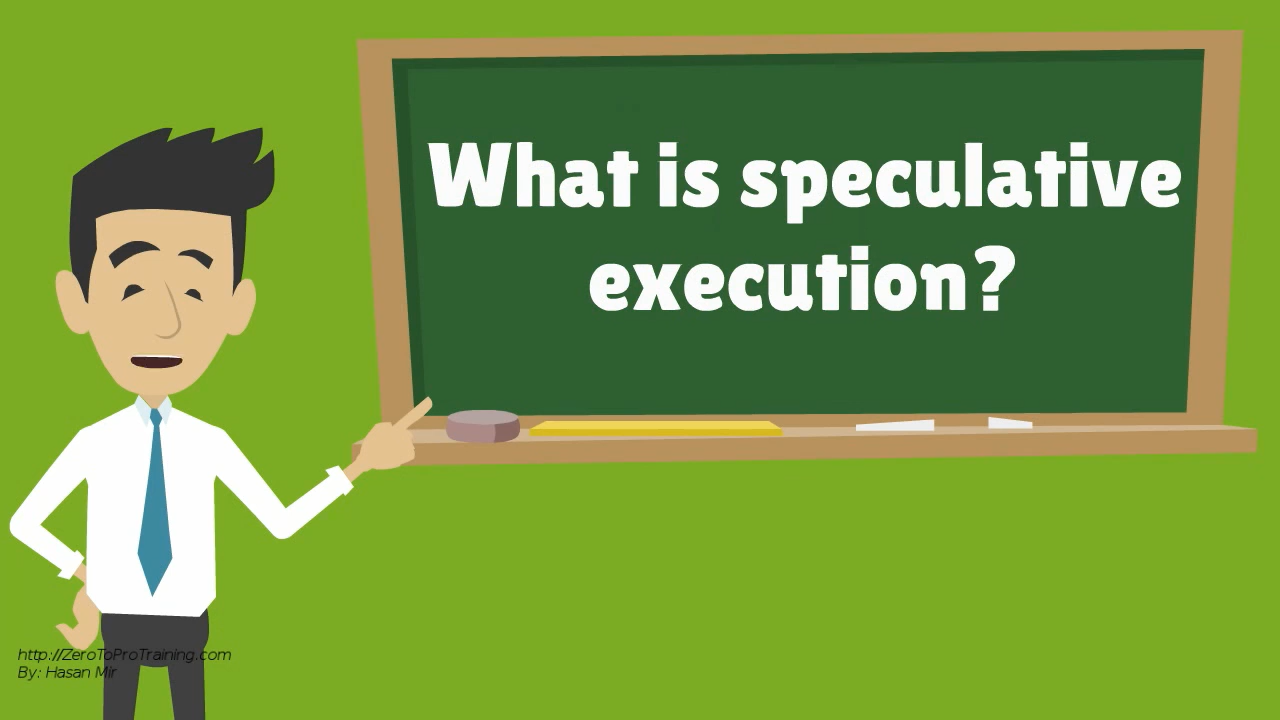 What is speculative
execution?
http://ZeroToProTraining.com
By: Hasan Mir